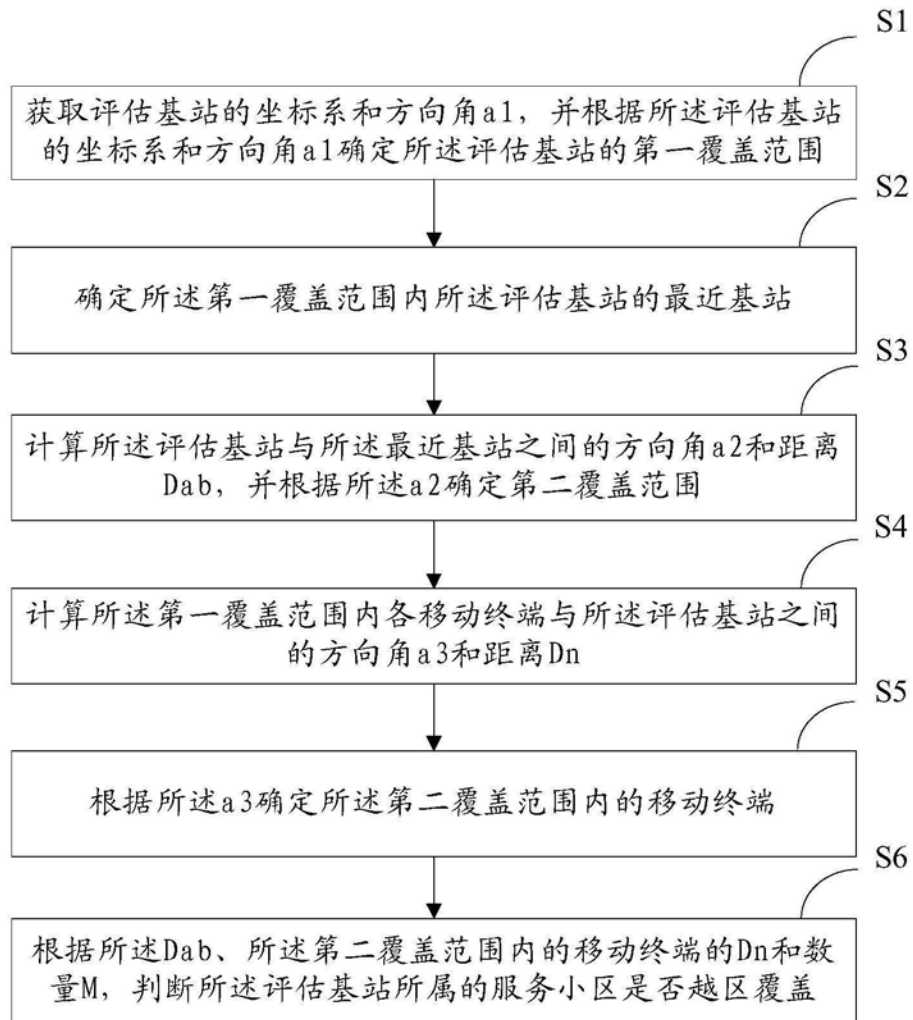 S1
获取评估基站的坐标系和方向角a1，并根据所述评估基站
的坐标系和方向角a1确定所述评估基站的第一覆盖范围
S2
确定所述第一覆盖范围内所述评估基站的最近基站
S3
计算所述评估基站与所述最近基站之间的方向角a2和距离
Dab，并根据所述a2确定第二覆盖范围
S4
计算所述第一覆盖范围内各移动终端与所述评估基站之间
的方向角a3和距离Dn
S5
根据所述a3确定所述第二覆盖范围内的移动终端
S6
根据所述Dab、所述第二覆盖范围内的移动终端的Dn和数
量M，判断所述评估基站所属的服务小区是否越区覆盖